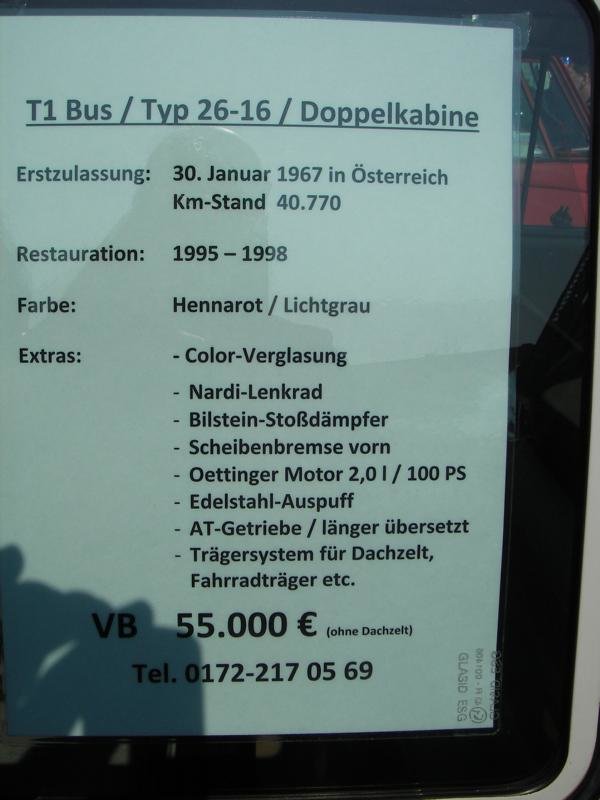 T1 Bus / Typ 26-16 / Doppelkabine
Erstzulassung: 30. Januar 1967 in Österreich
Km-Stand 40.770
Restauration: 1995 – 1998
Farbe: Hennarot / Lichtgrau
Extras: - Color-Verglasung
- Nardi-Lenkrad
- Bilstein-Stoßdämpfer
- Scheibenbremse vorn
- Oettinger Motor 2,0 l / 100 PS
- Edelstahl-Auspuff
- AT-Getriebe / länger übersetzt
- Trägersystem für Dachzelt,
Fahrradträger etc.
VB 55.000 € (ohne Dachzelt)
Tel. 0172-217 05 69
GLASID ESG